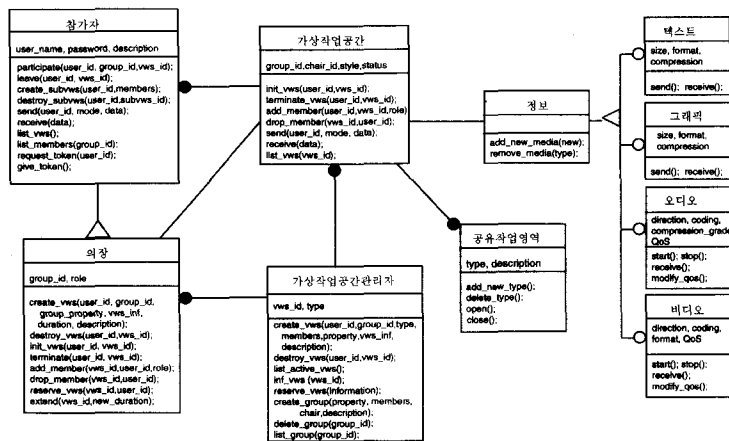 참가자
user_name, password, description
participate(user_id, group_id,vws_id);
leave(user_id, vws_id);
create_subvws(user_id,members);
destroy_subvws(user_id,subvws_id);
send(user_id, mode, data);
receive(data);
list_vws();
list_members(group_id);
request_token(user_id);
give_token();
가상작업공간
group_id,chair_id,style,status
init_vws(user_id,vws_id);
terminate_vws(user_id,vws_id);
add_member(user_id,vws_id,role)
drop_member(vws_id,user_id);
send(user_id, mode, data);
receive(data);
list_vws(vws_id);
정보
add_new_media(new);
remove_media(type);
텍스트
size, format,
compression
send(); receive();
그래픽
size, format,
compression
send(); receive();
오디오
direction, coding,
compression_grade
QoS
start(); stop();
receive();
modify_qos();
비디오
direction, coding,
format, QoS
start(); stop();
receive();
modify_qos();
의장
group_id, role
create_vws(user_id, group_id,
group_property, vws_inf,
duration, description);
destroy_vws(user_id,vws_id);
init_vws(user_id, vws_id);
terminate(user_id, vws_id);
add_member(vws_id,user_id,role);
drop_member(vws_id,user_id);
reserve_vws(vws_id,user_id);
extend(vws_id,new_duration);
가상작업공간관리자
vws_id, type
create_vws(user_id,group_id,type,
members,property,vws_inf,
description);
destroy_vws(user_id,vws_id);
list_active_vws();
inf_vws (vws_id);
reserve_vws(information);
create_group(property, members,
chair,description);
delete_group(group_id);
list_group(group_id);
공유작업영역
type, description
add_new_type();
delete_type();
open();
close();